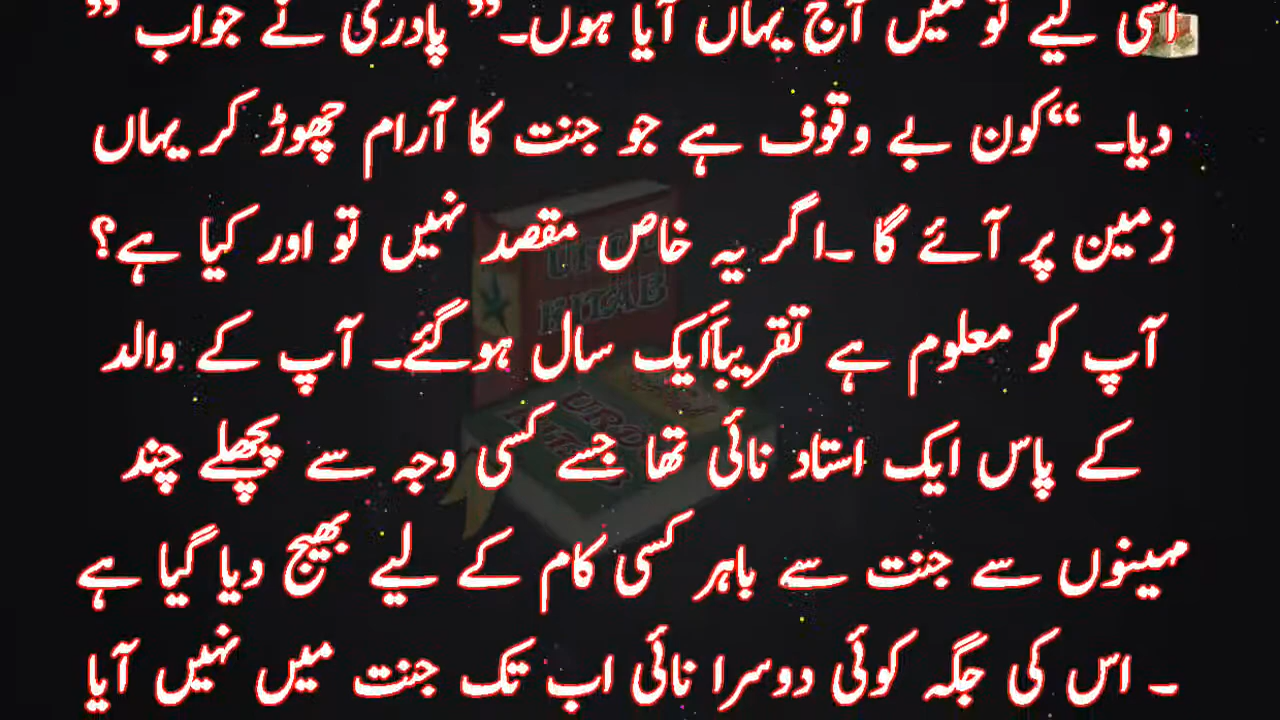 اسی لیے تو میں آج یہاں آیا ہوں۔” پادری نے جواب ”
دیا۔ “کون بے وقوف ہے جو جنت کا آرام چھوڑ کر یہاں
زمین پر آئے گا ۔اگر یہ خاص مقصد نہیں تو اور کیا ہے؟
آپ کو معلوم ہے تقریباََایک سال ہوگئے۔ آپ کے والد
کے پاس ایک استاد نائی تھا جسے کسی وجہ سے پچھلے چند
مہینوں سے جنت سے باہر کسی کام کے لیے بھیج دیا گیا ہے
۔ اس کی جگہ کوئی دوسرا نائی اب تک جنت میں نہیں آیا
URDU
KITAB
URDU